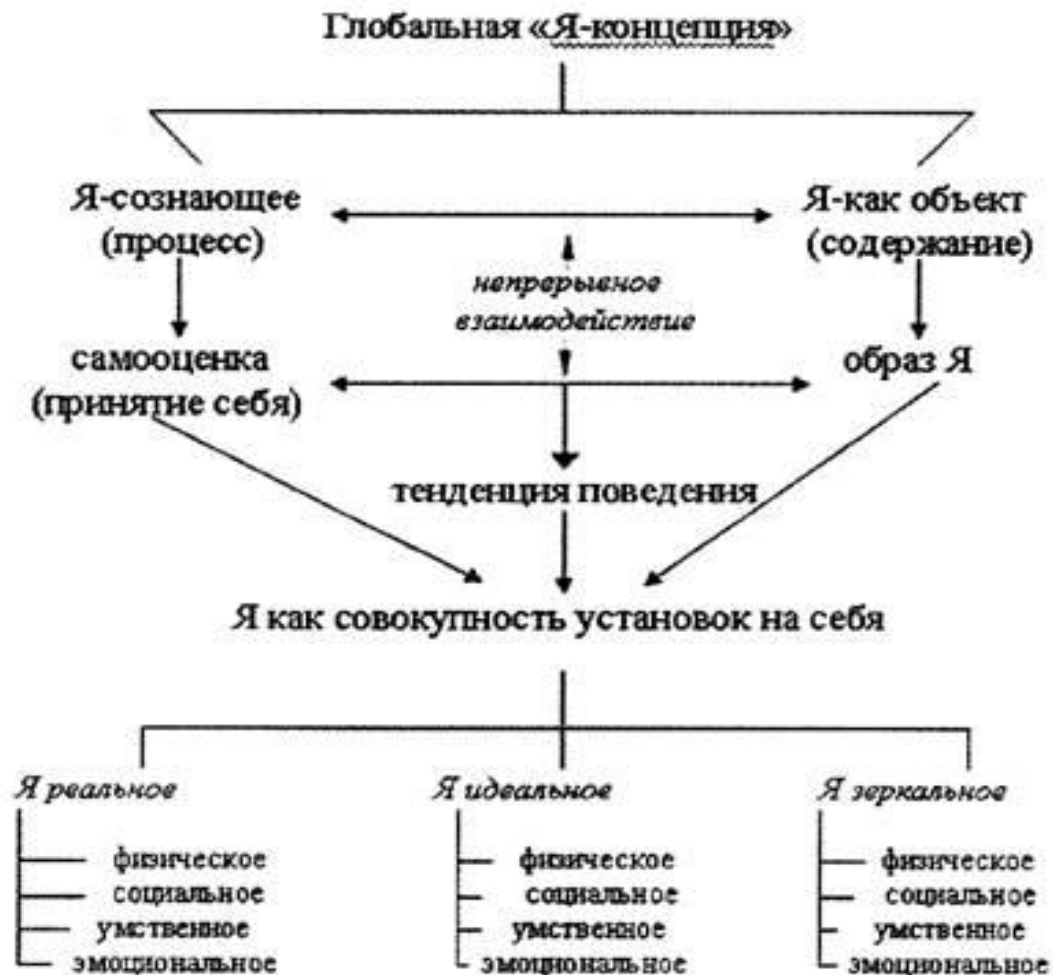 Глобальная «Я-концепция»
Я-сознающее
(процесс)
Я-как объект
(содержание)
непрерывное
взаимодействие
самооценка
(принятие себя)
образ Я
тенденция поведения
Я как совокупность установок на себя
Я реальное
физическое
социальное
умственное
эмоциональное
Я идеальное
физическое
социальное
умственное
эмоциональное
Я зеркальное
физическое
социальное
умственное
эмоциональное